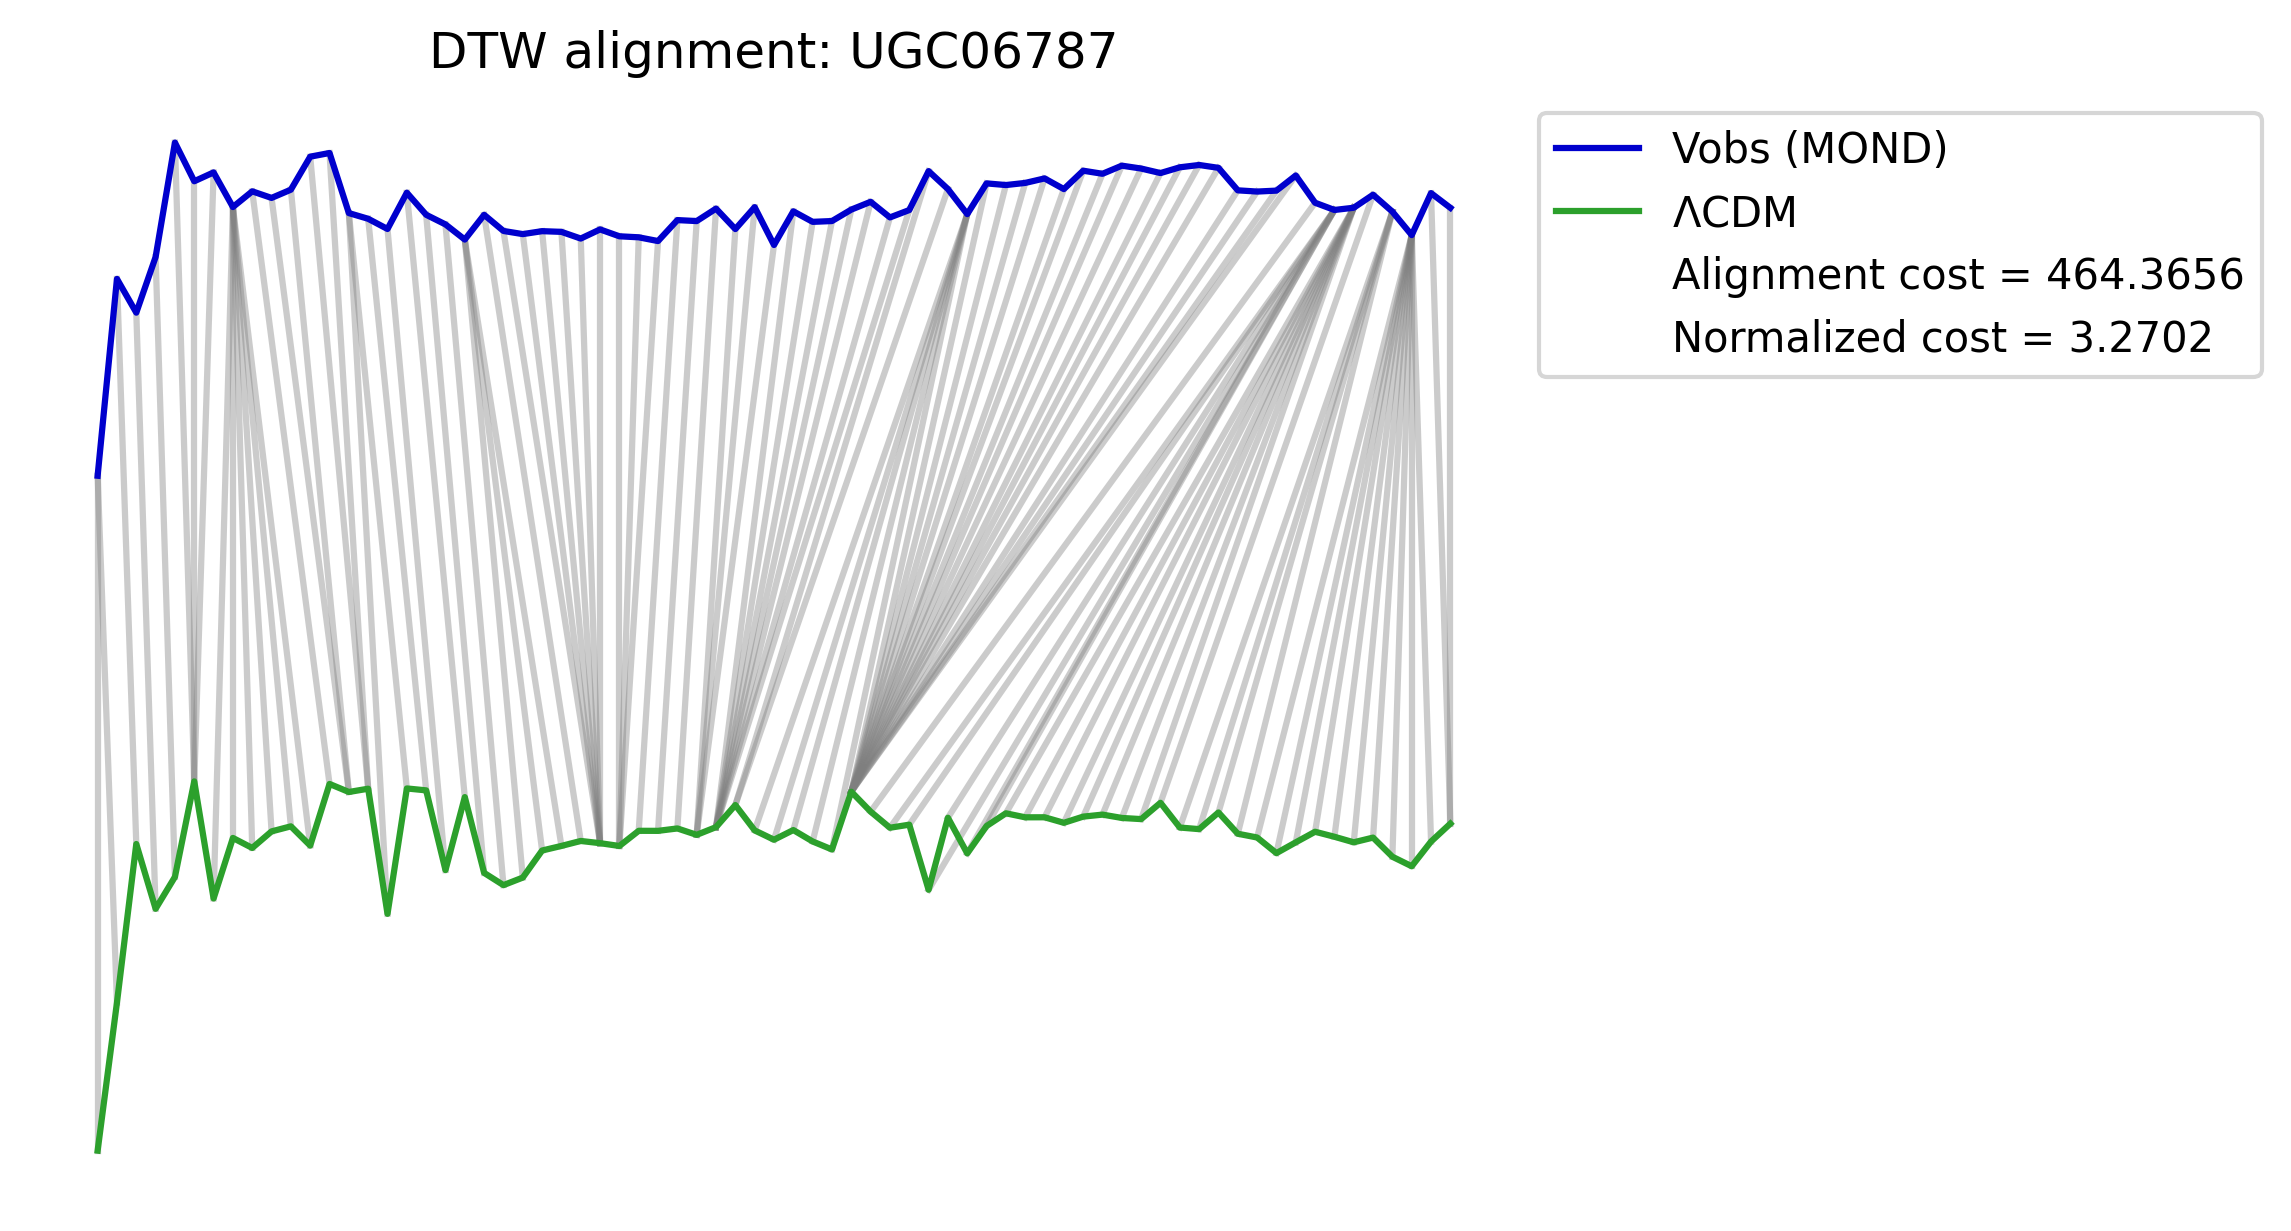 DTW alignment: UGC06787
Vobs (MOND)
ΛCDM
Alignment cost = 464.3656
Normalized cost = 3.2702